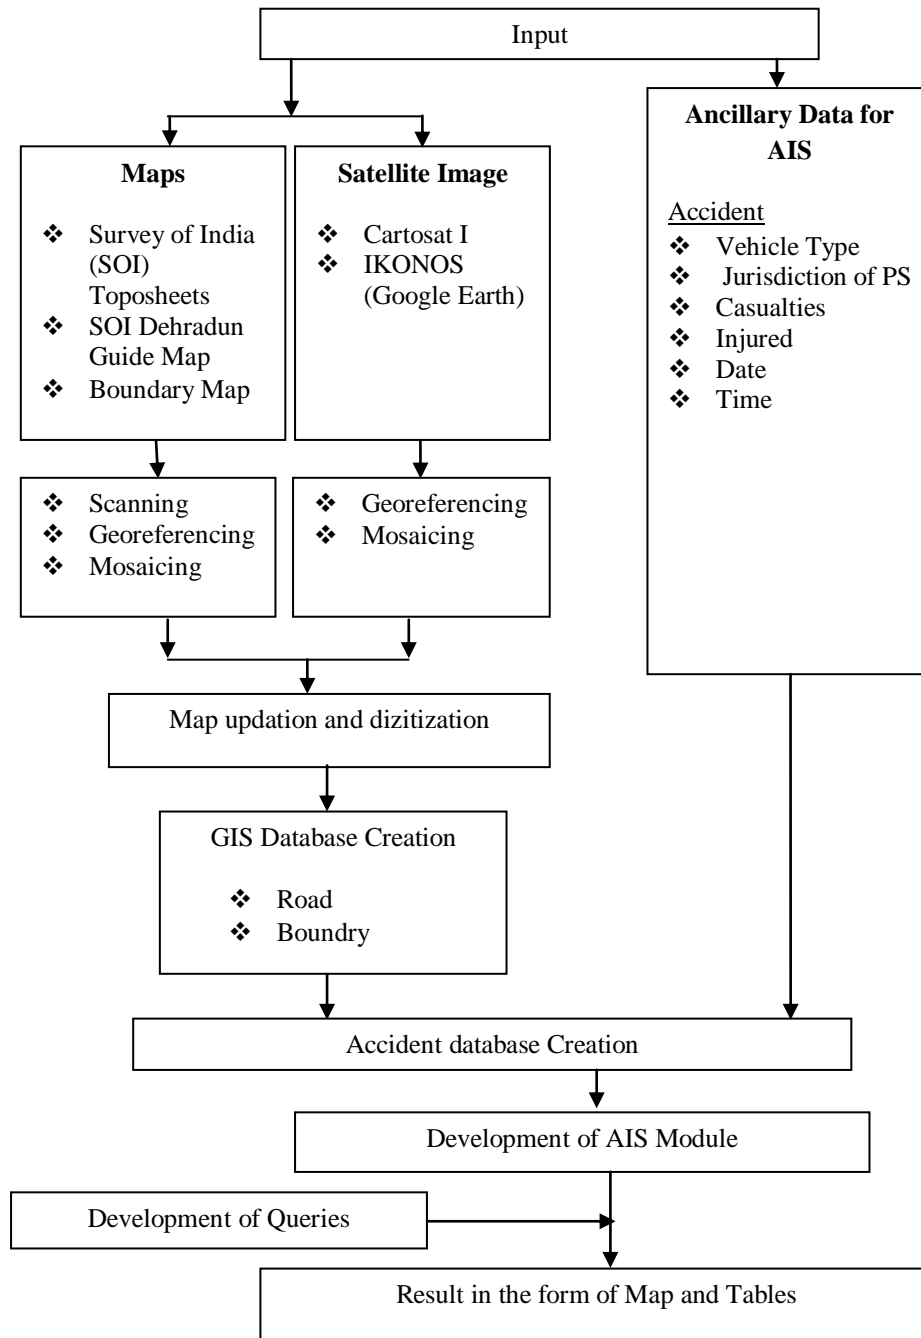 Input
Maps
❖ Survey of India
(SOI)
Toposheets
❖ SOI Dehradun
Guide Map
❖ Boundary Map
Satellite Image
❖ Cartosat I
❖ IKONOS
(Google Earth)
Ancillary Data for
AIS
Accident
❖ Vehicle Type
❖ Jurisdiction of PS
❖ Casualties
❖ Injured
❖ Date
❖ Time
❖ Scanning
❖ Georeferencing
❖ Mosaicing
❖ Georeferencing
❖ Mosaicing
Map updation and dizitization
GIS Database Creation
❖ Road
❖ Boundry
Accident database Creation
Development of AIS Module
Development of Queries
Result in the form of Map and Tables